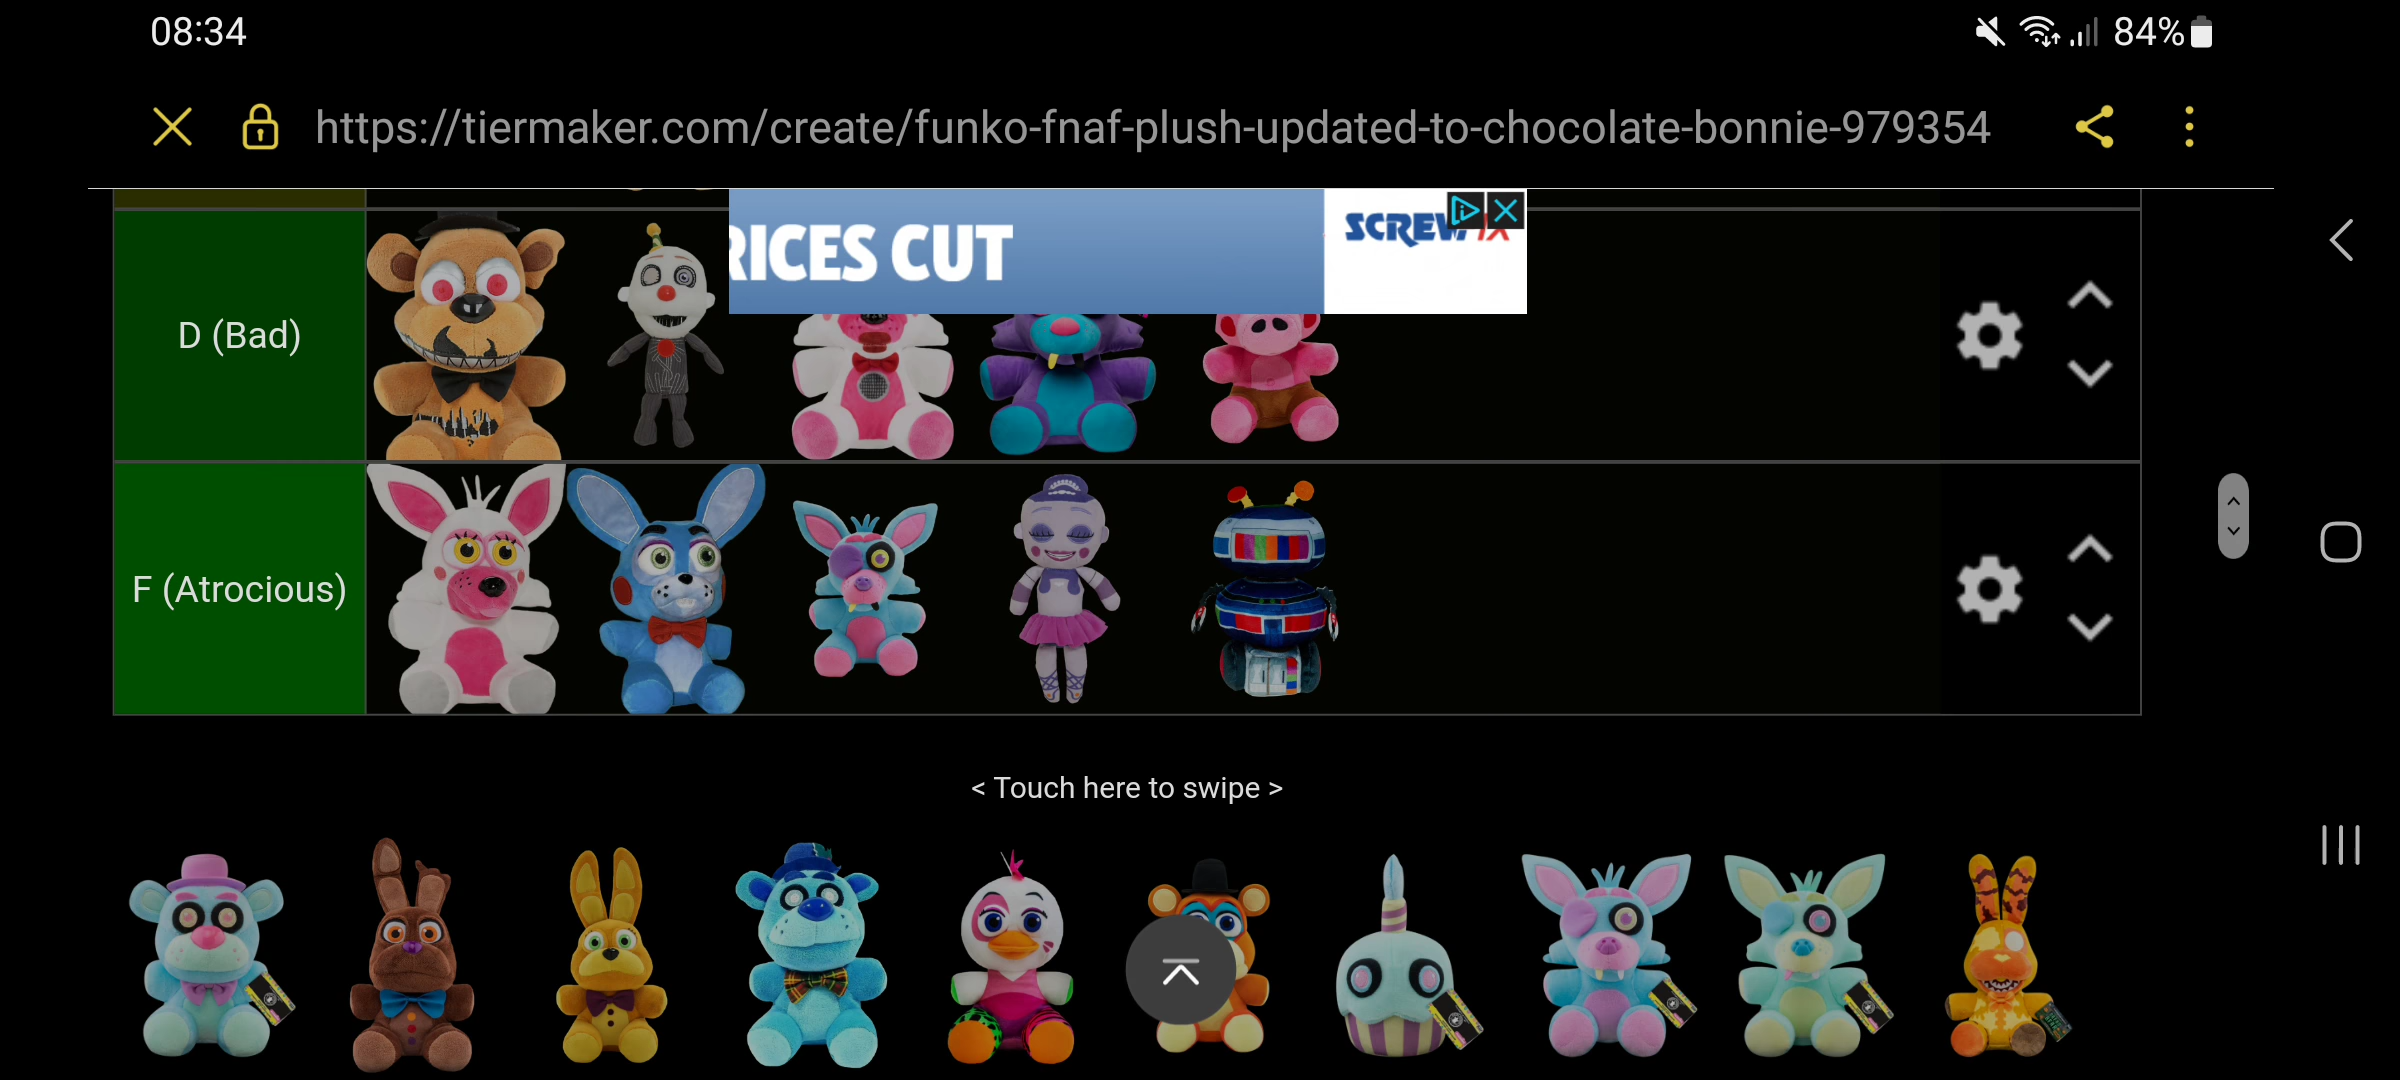 08:34
84%
https://tiermaker.com/create/funko-fnaf-plush-updated-to-chocolate-bonnie-979354
RICES CUT
D (Bad)
F (Atrocious)
< Touch here to swipe >